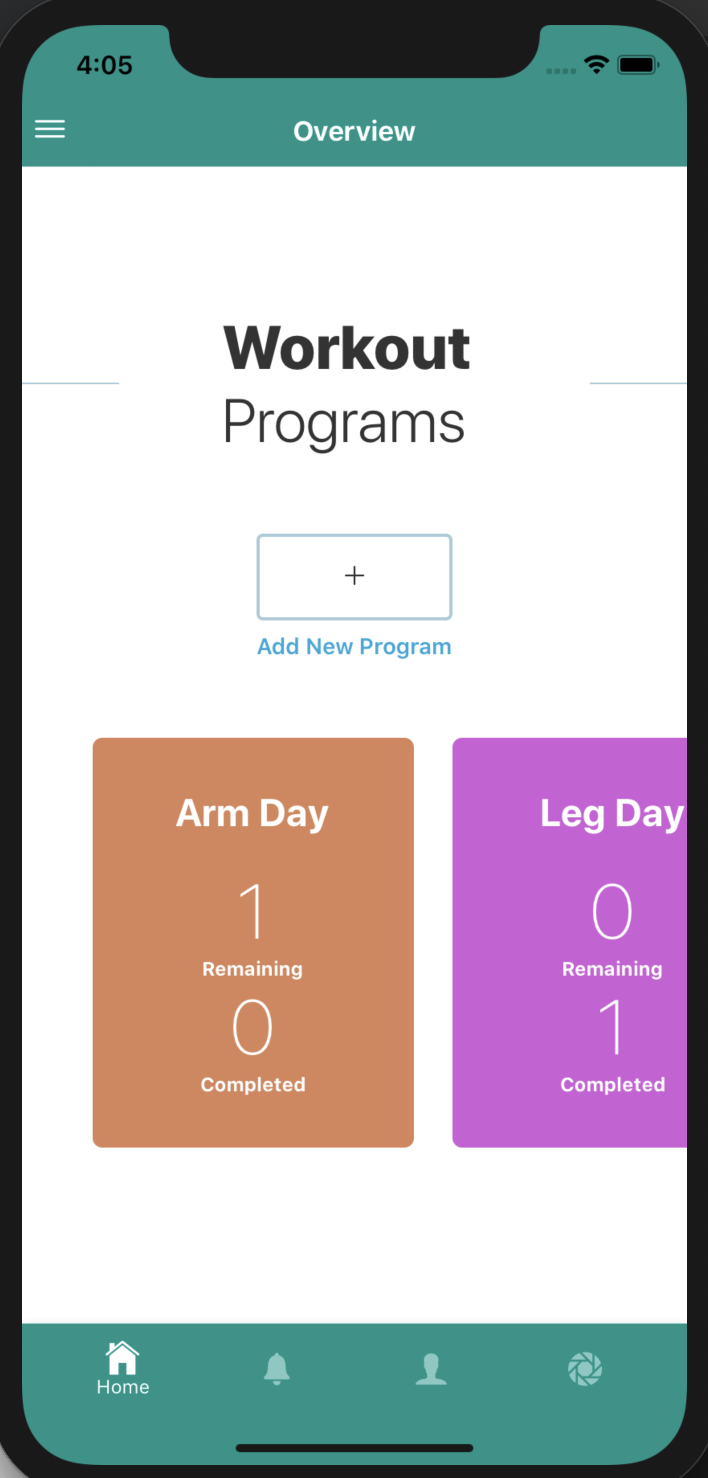 4:05
Overview
Workout
Programs
+
Add New Program
Arm Day
1
Remaining
0
Completed
Leg Day
0
Remaining
1
Completed
Home